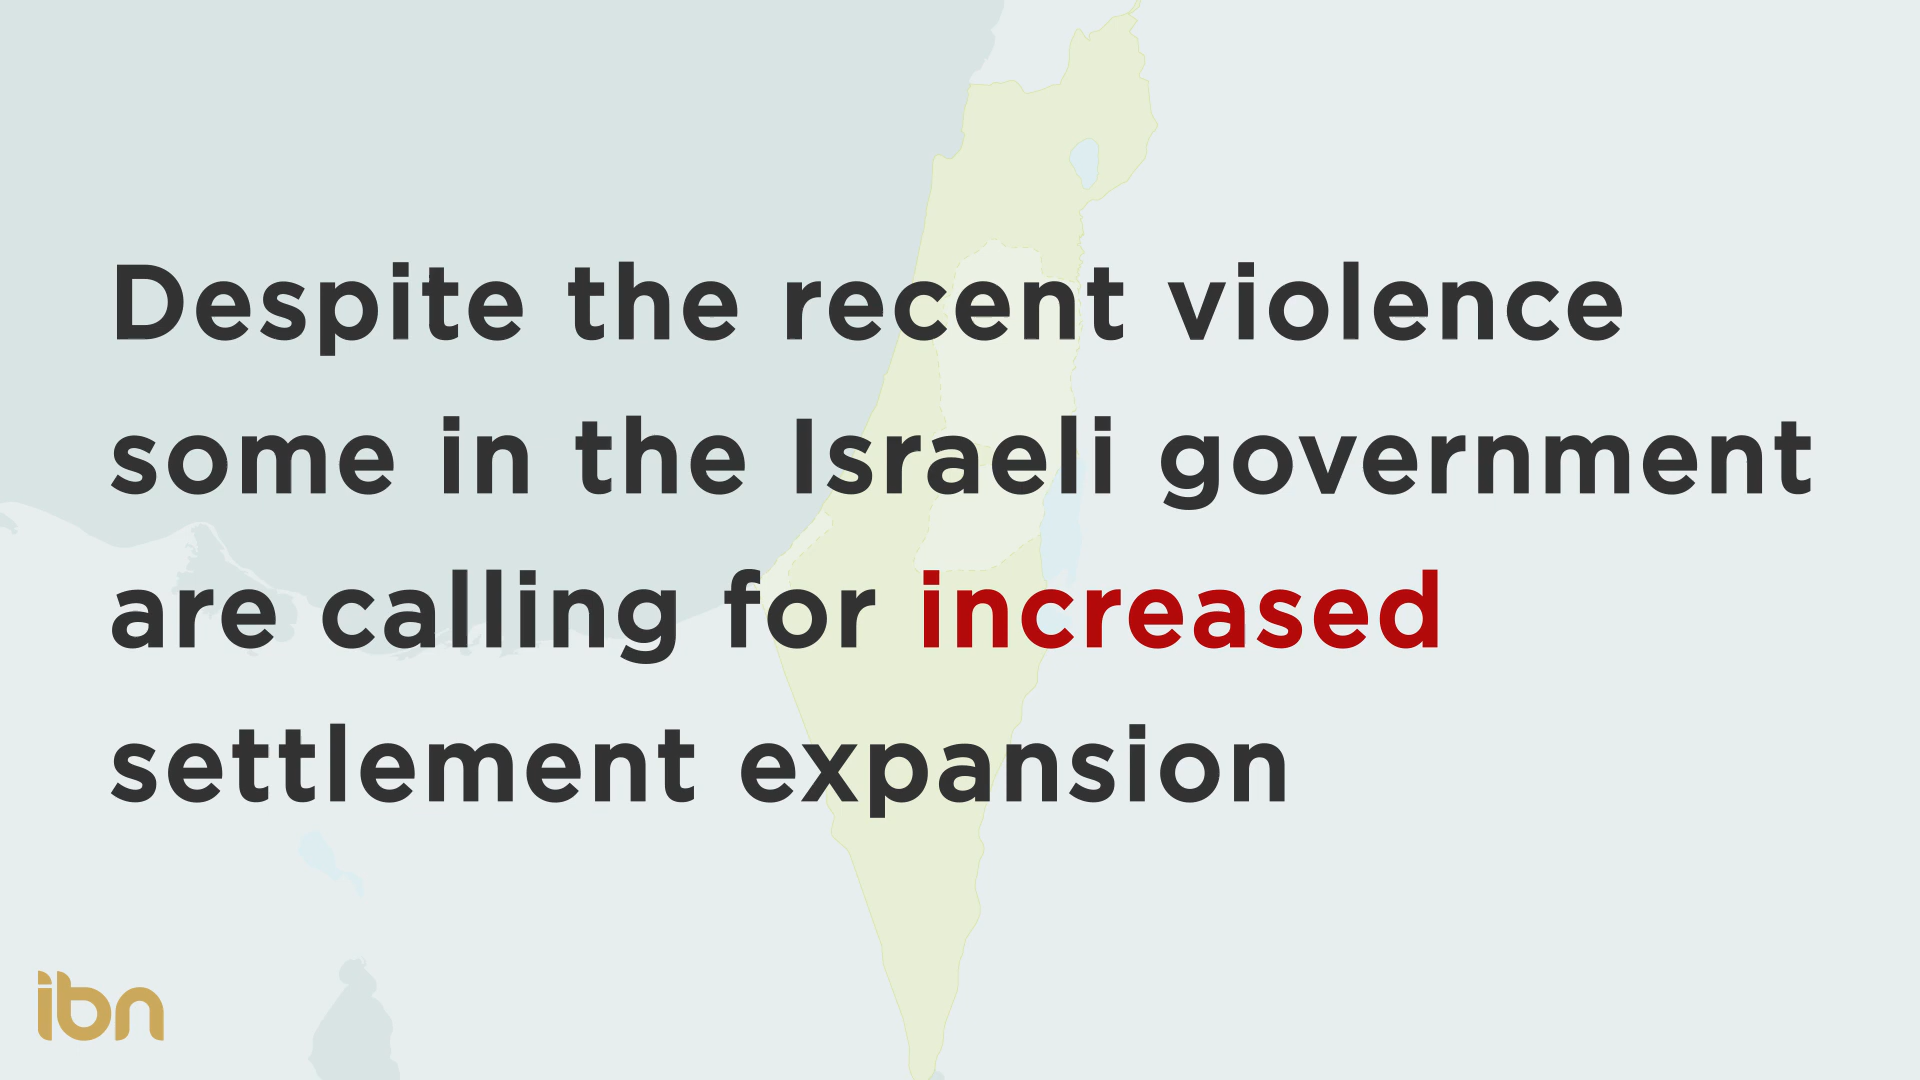 Despite the recent violence
some in the Israeli government
are calling for increased
settlement expansion
ibn